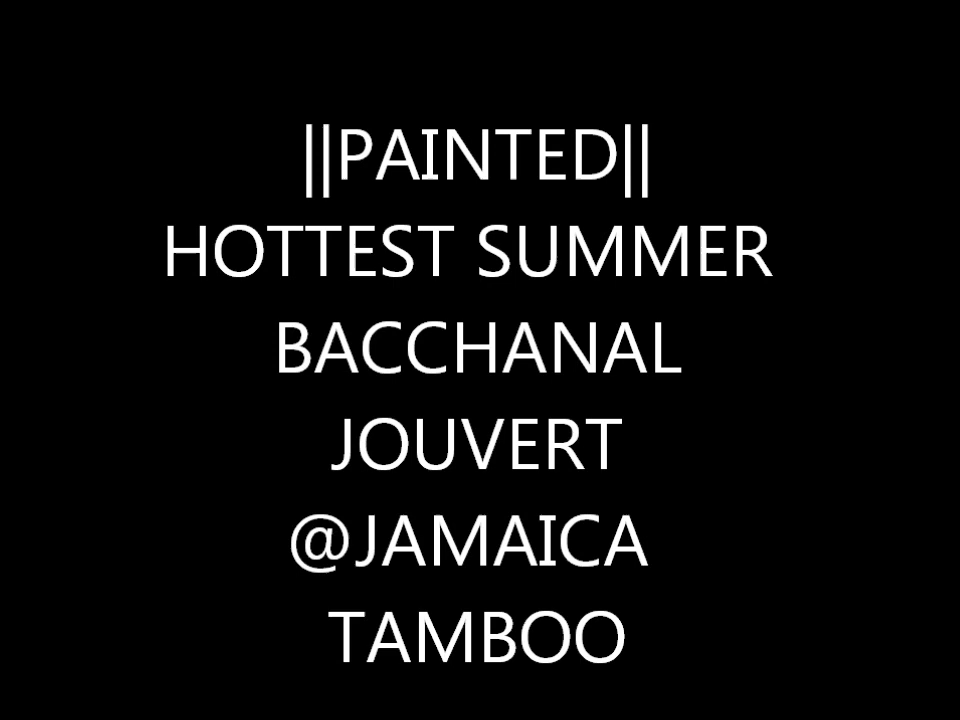 ||PAINTED||
HOTTEST SUMMER
BACCHANAL
JOUVERT
@JAMAICA
TAMBOO